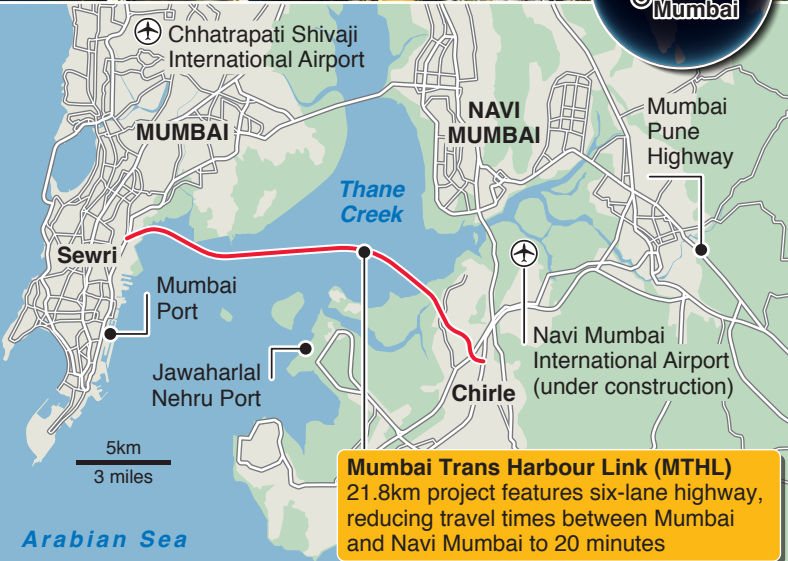 Mumbai
Chhatrapati Shivaji
International Airport
MUMBAI
NAVI
MUMBAI
Mumbai
Pune
Highway
Thane
Creek
Sewri
Mumbai
Port
Jawaharlal
Nehru Port
Navi Mumbai
International Airport
(under construction)
Chirle
5km
3 miles
Arabian Sea
Mumbai Trans Harbour Link (MTHL)
21.8km project features six-lane highway,
reducing travel times between Mumbai
and Navi Mumbai to 20 minutes